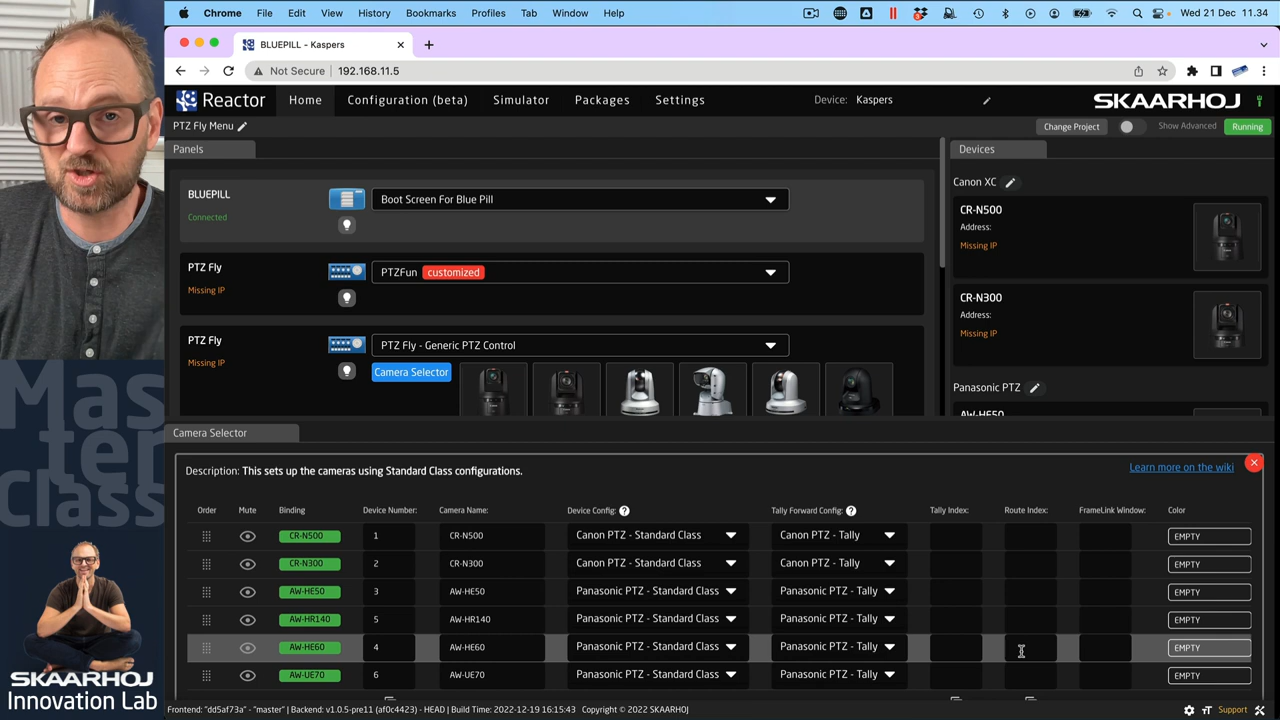 Chrome File Edit View History Bookmarks Profiles Tab Window Help Wed 21 Dec 11.34
BLUEPILL - Kaspers
Not Secure 192.168.11.5
Reactor Home Configuration (beta) Simulator Packages Settings Device: Kaspers SKAARHOJ
PTZ Fly Menu Change Project Show Advanced Running
Panels Devices
Canon XC
BLUEPILL
Connected
Boot Screen For Blue Pill
CR-N500
Address:
Missing IP
PTZ Fly
Missing IP
PTZFun customized
CR-N300
Address:
Missing IP
PTZ Fly
Missing IP
PTZ Fly - Generic PTZ Control
Camera Selector
Panasonic PTZ
AW-HE50
Camera Selector
Description: This sets up the cameras using Standard Class configurations. Learn more on the wiki
Order Mute Binding Device Number: Camera Name: Device Config: ? Tally Forward Config: ? Tally Index: Route Index: FrameLink Window: Color
CR-N500 1 CR-N500 Canon PTZ - Standard Class Canon PTZ - Tally EMPTY
CR-N300 2 CR-N300 Canon PTZ - Standard Class Canon PTZ - Tally EMPTY
AW-HE50 3 AW-HE50 Panasonic PTZ - Standard Class Panasonic PTZ - Tally EMPTY
AW-HR140 5 AW-HR140 Panasonic PTZ - Standard Class Panasonic PTZ - Tally EMPTY
AW-HE60 4 AW-HE60 Panasonic PTZ - Standard Class Panasonic PTZ - Tally EMPTY
AW-UE70 6 AW-UE70 Panasonic PTZ - Standard Class Panasonic PTZ - Tally EMPTY
Frontend: "dd5af73a" - "master" | Backend: v1.0.5-pre11 (af0c4423) - HEAD | Build Time: 2022-12-19 16:15:43 Copyright © 2022 SKAARHOJ Support
Mas
ter
Class
SKAARHOJ
Innovation Lab